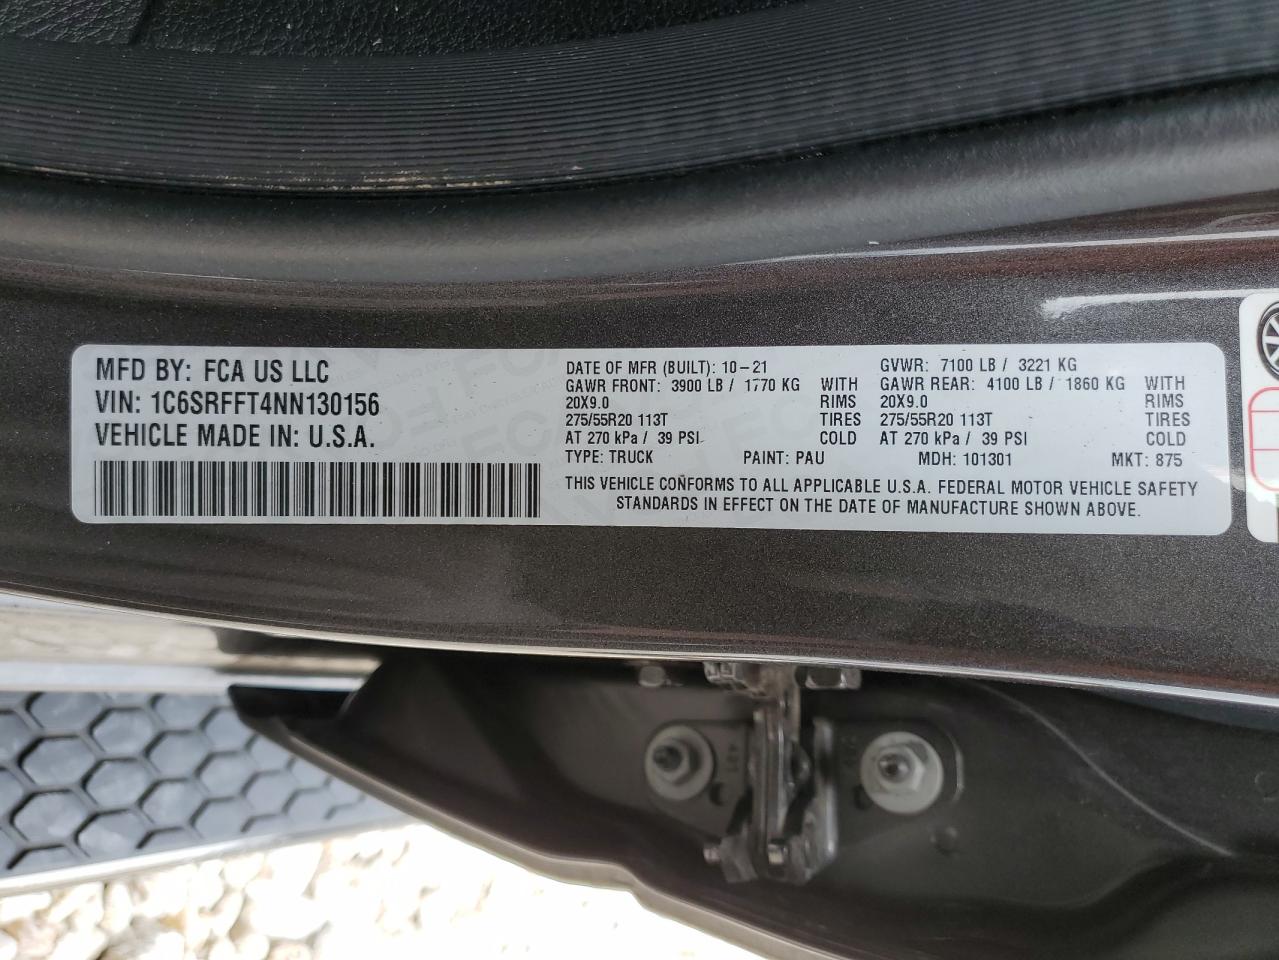 MFD BY: FCA US LLC
VIN: 1C6SRFFT4NN130156
VEHICLE MADE IN: U.S.A.
DATE OF MFR (BUILT): 10-21
GAWR FRONT: 3900 LB / 1770 KG WITH
20X9.0 RIMS
275/55R20 113T TIRES
AT 270 kPa / 39 PSI COLD
GVWR: 7100 LB / 3221 KG
GAWR REAR: 4100 LB / 1860 KG WITH
20X9.0 RIMS
275/55R20 113T TIRES
AT 270 kPa / 39 PSI COLD
TYPE: TRUCK PAINT: PAU MDH: 101301 MKT: 875
THIS VEHICLE CONFORMS TO ALL APPLICABLE U.S.A. FEDERAL MOTOR VEHICLE SAFETY
STANDARDS IN EFFECT ON THE DATE OF MANUFACTURE SHOWN ABOVE.